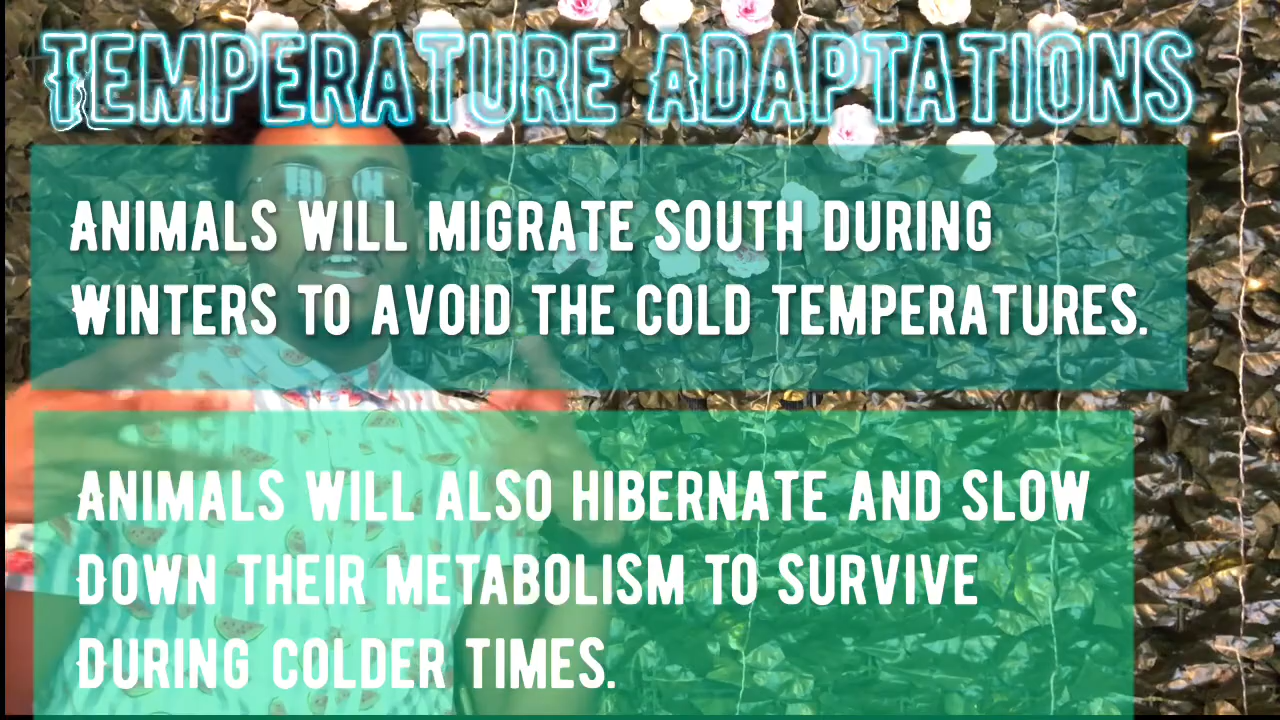 Temperature Adaptations
Animals will migrate south during
winters to avoid the cold temperatures.
Animals will also hibernate and slow
down their metabolism to survive
during colder times.